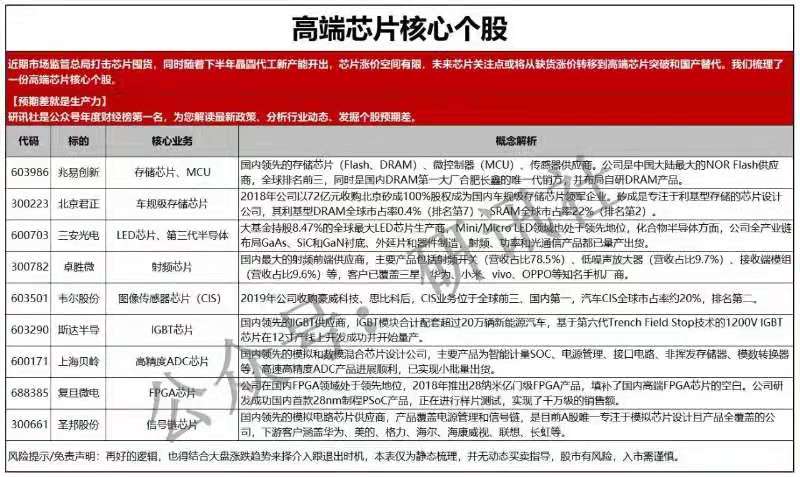 高端芯片核心个股
近期市场监管总局打击芯片囤货，同时随着下半年晶圆代工新产能开出，芯片涨价空间有限，未来芯片关注点或将从缺货涨价转移到高端芯片突破和国产替代。我们梳理了
一份高端芯片核心个股。
【预期差就是生产力】
研讯社是公众号年度财经榜第一名，为您解读最新政策、分析行业动态、发掘个股预期差。
代码 标的 核心业务 概念解析
603986 兆易创新 存储芯片、MCU 国内领先的存储芯片（Flash、DRAM）、微控制器（MCU）、传感器供应商。公司是中国大陆最大的NOR Flash供应
商，全球排名前三，同时是国内DRAM第一大厂合肥长鑫的唯一代销方，并布局自研DRAM产品。
300223 北京君正 车规级存储芯片 2018年公司以72亿元收购北京矽成100%股权成为国内车规级存储芯片领军企业。矽成是专注于利基型存储的芯片设计
公司，其利基型DRAM全球市占率0.4%（排名第7）、SRAM全球市占率22%（排名第2）。
600703 三安光电 LED芯片、第三代半导体 大基金持股8.47%的全球最大LED芯片生产商，Mini/Micro LED领域也处于领先地位，化合物半导体方面，公司全产业链
布局GaAs、SiC和GaN衬底、外延片和器件制造，射频、功率和光通信产品都已量产出货。
300782 卓胜微 射频芯片 国内最大的射频前端供应商，主要产品包括射频开关（营收占比78.5%）、低噪声放大器（营收占比9.7%）、接收端模组
（营收占比9.6%）等，客户已覆盖三星、华为、小米、vivo、OPPO等知名手机厂商。
603501 韦尔股份 图像传感器芯片（CIS） 2019年公司收购豪威科技、思比科后，CIS业务位于全球前三、国内第一，汽车CIS全球市占率约20%，排名第二。
603290 斯达半导 IGBT芯片 国内领先的IGBT供应商，IGBT模块合计配套超过20万辆新能源汽车，基于第六代Trench Field Stop技术的1200V IGBT
芯片在12寸产线上开发成功并开始量产。
600171 上海贝岭 高精度ADC芯片 国内领先的模拟和数模混合芯片设计公司，主要产品为智能计量SOC、电源管理、接口电路、非挥发存储器、模数转换器
等，高速高精度ADC产品进展顺利，已实现小批量出货。
688385 复旦微电 FPGA芯片 公司在国内FPGA领域处于领先地位，2018年推出28纳米亿门级FPGA产品，填补了国内高端FPGA芯片的空白。公司研
发成功国内首款28nm制程PSoC产品，正在进行样片测试，实现了千万级的销售额。
300661 圣邦股份 信号链芯片 国内领先的模拟电路芯片供应商，产品覆盖电源管理和信号链，是目前A股唯一专注于模拟芯片设计且产品全覆盖的公
司，下游客户涵盖华为、美的、格力、海尔、海康威视、联想、长虹等。
风险提示/免责声明：再好的逻辑，也得结合大盘涨跌趋势来择介入跟退出时机，本表仅为静态梳理，并无动态买卖指导，股市有风险，入市需谨慎。
公众号：研讯社